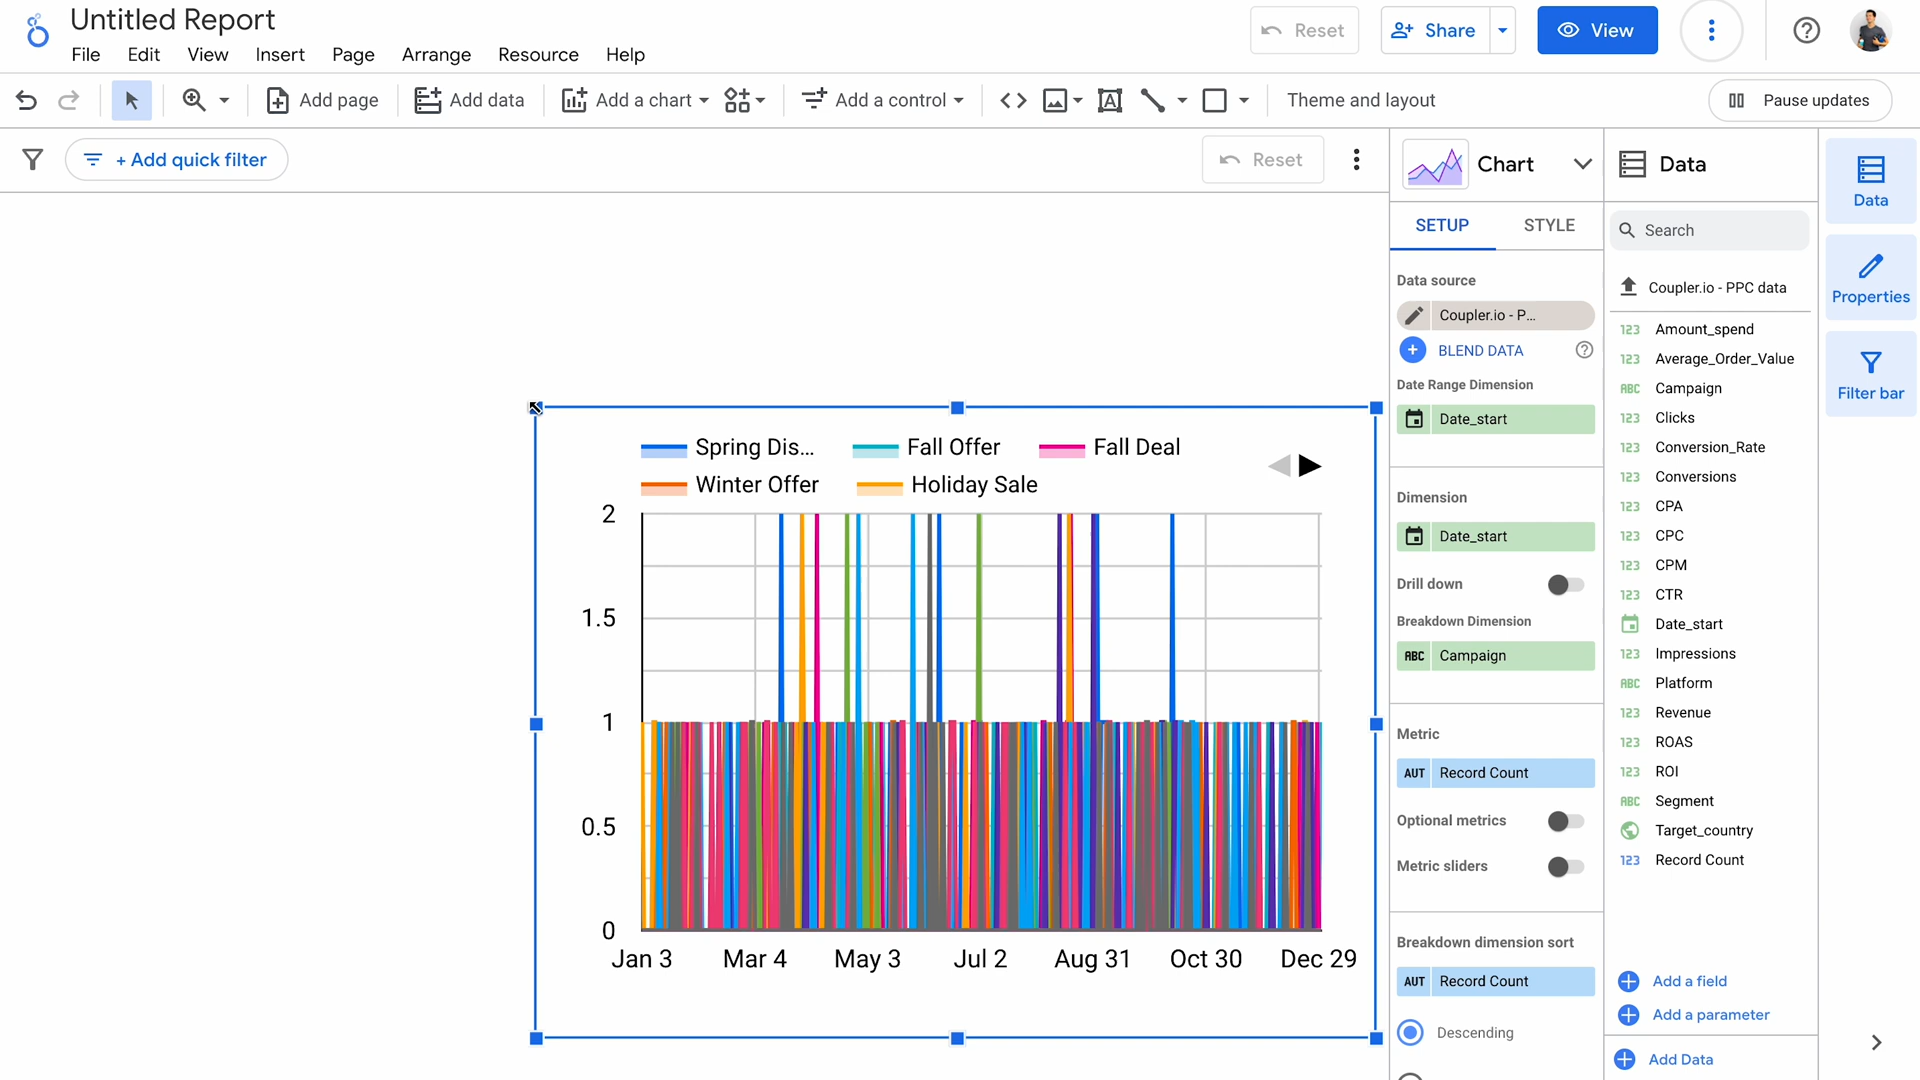 Untitled Report
File Edit View Insert Page Arrange Resource Help
Reset Share View
Add page Add data Add a chart Add a control Theme and layout Pause updates
+ Add quick filter Reset
Spring Dis... Fall Offer Fall Deal
Winter Offer Holiday Sale
2
1.5
1
0.5
0
Jan 3 Mar 4 May 3 Jul 2 Aug 31 Oct 30 Dec 29
Chart
SETUP STYLE
Data source
Coupler.io - P...
BLEND DATA
Date Range Dimension
Date_start
Dimension
Date_start
Drill down
Breakdown Dimension
ABC Campaign
Metric
AUT Record Count
Optional metrics
Metric sliders
Breakdown dimension sort
AUT Record Count
Descending
Data
Search
Coupler.io - PPC data
123 Amount_spend
123 Average_Order_Value
ABC Campaign
123 Clicks
123 Conversion_Rate
123 Conversions
123 CPA
123 CPC
123 CPM
123 CTR
Date_start
123 Impressions
ABC Platform
123 Revenue
123 ROAS
123 ROI
ABC Segment
Target_country
123 Record Count
Add a field
Add a parameter
Add Data
Data
Properties
Filter bar